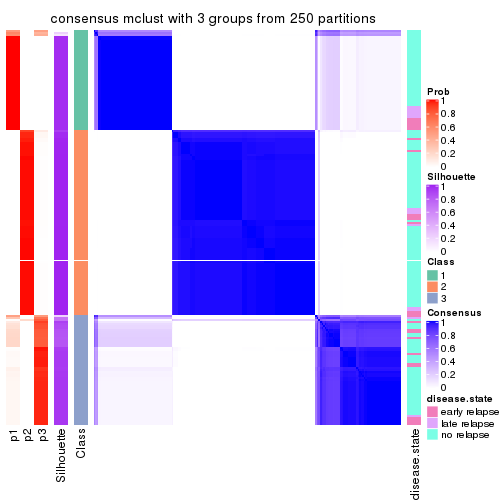 consensus mclust with 3 groups from 250 partitions
Prob
1
0.8
0.6
0.4
0.2
0
Silhouette
1
0.8
0.6
0.4
0.2
0
Class
1
2
3
Consensus
1
0.8
0.6
0.4
0.2
0
disease.state
early relapse
late relapse
no relapse
p1
p2
p3
Silhouette
Class
disease.state